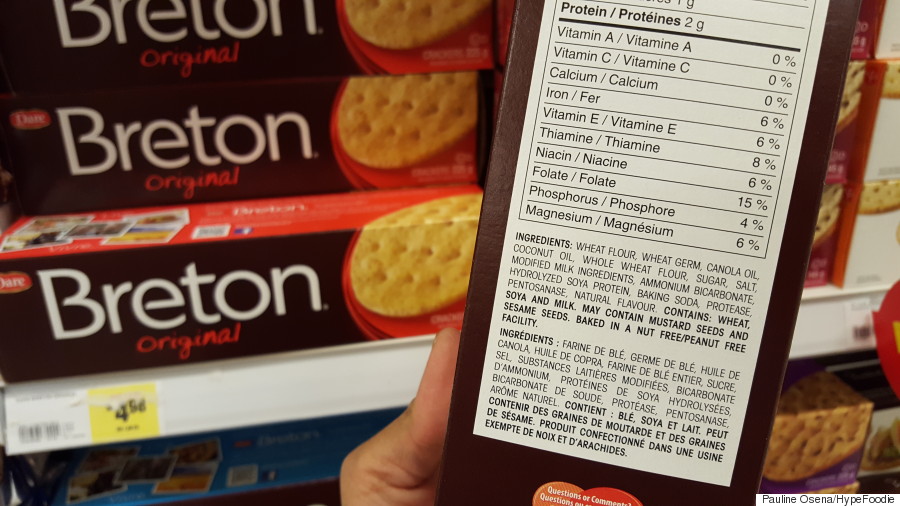 Breton
Original
Dare
Breton
Original
Breton
Dare
Breton
Original
4.56
1 g
Protein / Protéines 2 g
Vitamin A / Vitamine A 0 %
Vitamin C / Vitamine C 0 %
Calcium / Calcium 0 %
Iron / Fer 6 %
Vitamin E / Vitamine E 6 %
Thiamine / Thiamine 8 %
Niacin / Niacine 6 %
Folate / Folate 15 %
Phosphorus / Phosphore 4 %
Magnesium / Magnésium 6 %
INGREDIENTS: WHEAT FLOUR, WHEAT GERM, CANOLA OIL,
COCONUT OIL, WHOLE WHEAT FLOUR, SUGAR, SALT,
MODIFIED MILK INGREDIENTS, AMMONIUM BICARBONATE,
HYDROLYZED SOYA PROTEIN, BAKING SODA, PROTEASE,
PENTOSANASE, NATURAL FLAVOUR. CONTAINS: WHEAT,
SOYA AND MILK. MAY CONTAIN MUSTARD SEEDS AND
SESAME SEEDS. BAKED IN A NUT FREE/PEANUT FREE
FACILITY.
INGRÉDIENTS : FARINE DE BLÉ, GERME DE BLÉ, HUILE DE
CANOLA, HUILE DE COPRA, FARINE DE BLÉ ENTIER, SUCRE,
SEL, SUBSTANCES LAITIÈRES MODIFIÉES, BICARBONATE
D'AMMONIUM, PROTÉINES DE SOYA HYDROLYSÉES,
BICARBONATE DE SOUDE, PROTÉASE, PENTOSANASE,
ARÔME NATUREL. CONTIENT : BLÉ, SOYA ET LAIT. PEUT
CONTENIR DES GRAINES DE MOUTARDE ET DES GRAINES
DE SÉSAME. PRODUIT CONFECTIONNÉ DANS UNE USINE
EXEMPTE DE NOIX ET D'ARACHIDES.
Questions or Comments?
Pauline Osena/HypeFoodie